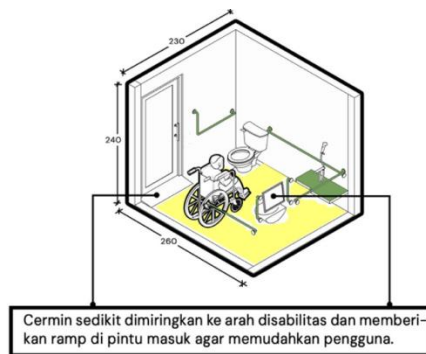 230
240
260
Cermin sedikit dimiringkan ke arah disabilitas dan memberi-
kan ramp di pintu masuk agar memudahkan pengguna.